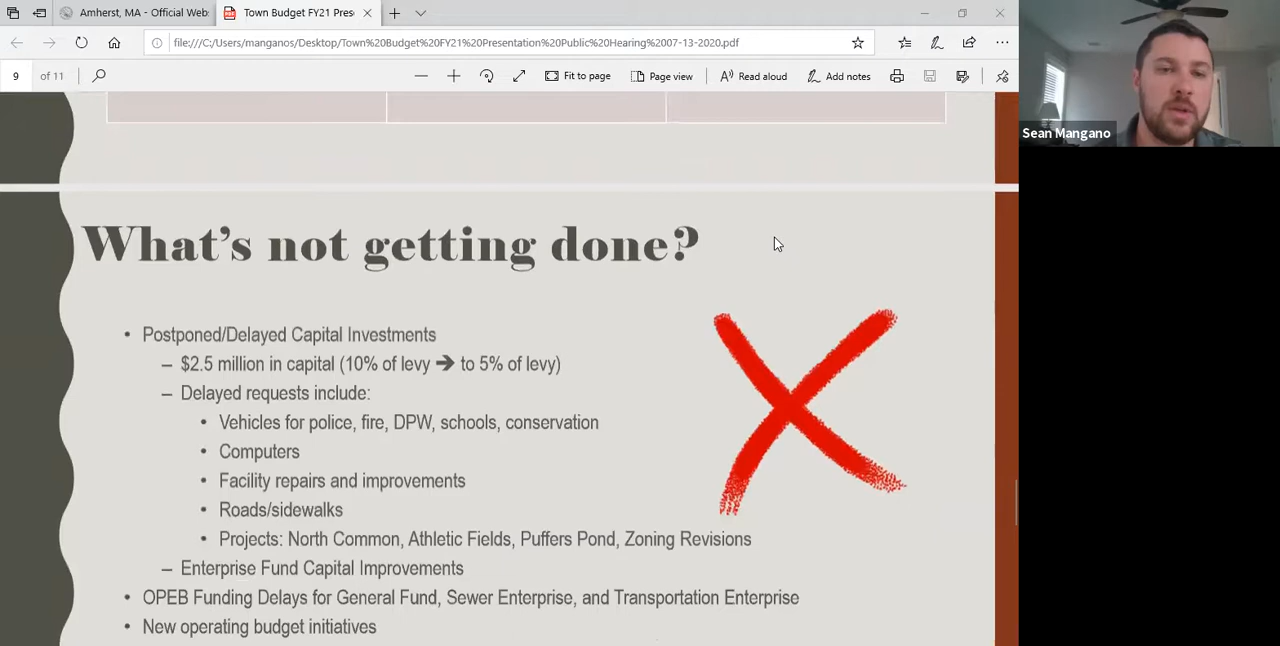 Amherst, MA - Official Webs
Town Budget FY21 Pres
file:///C:/Users/manganos/Desktop/Town%20Budget%20FY21%20Presentation%20Public%20Hearing%2007-13-2020.pdf
9 of 11
Fit to page
Page view
Read aloud
Add notes
Sean Mangano
What's not getting done?
• Postponed/Delayed Capital Investments
– $2.5 million in capital (10% of levy ➔ to 5% of levy)
– Delayed requests include:
• Vehicles for police, fire, DPW, schools, conservation
• Computers
• Facility repairs and improvements
• Roads/sidewalks
• Projects: North Common, Athletic Fields, Puffers Pond, Zoning Revisions
– Enterprise Fund Capital Improvements
• OPEB Funding Delays for General Fund, Sewer Enterprise, and Transportation Enterprise
• New operating budget initiatives